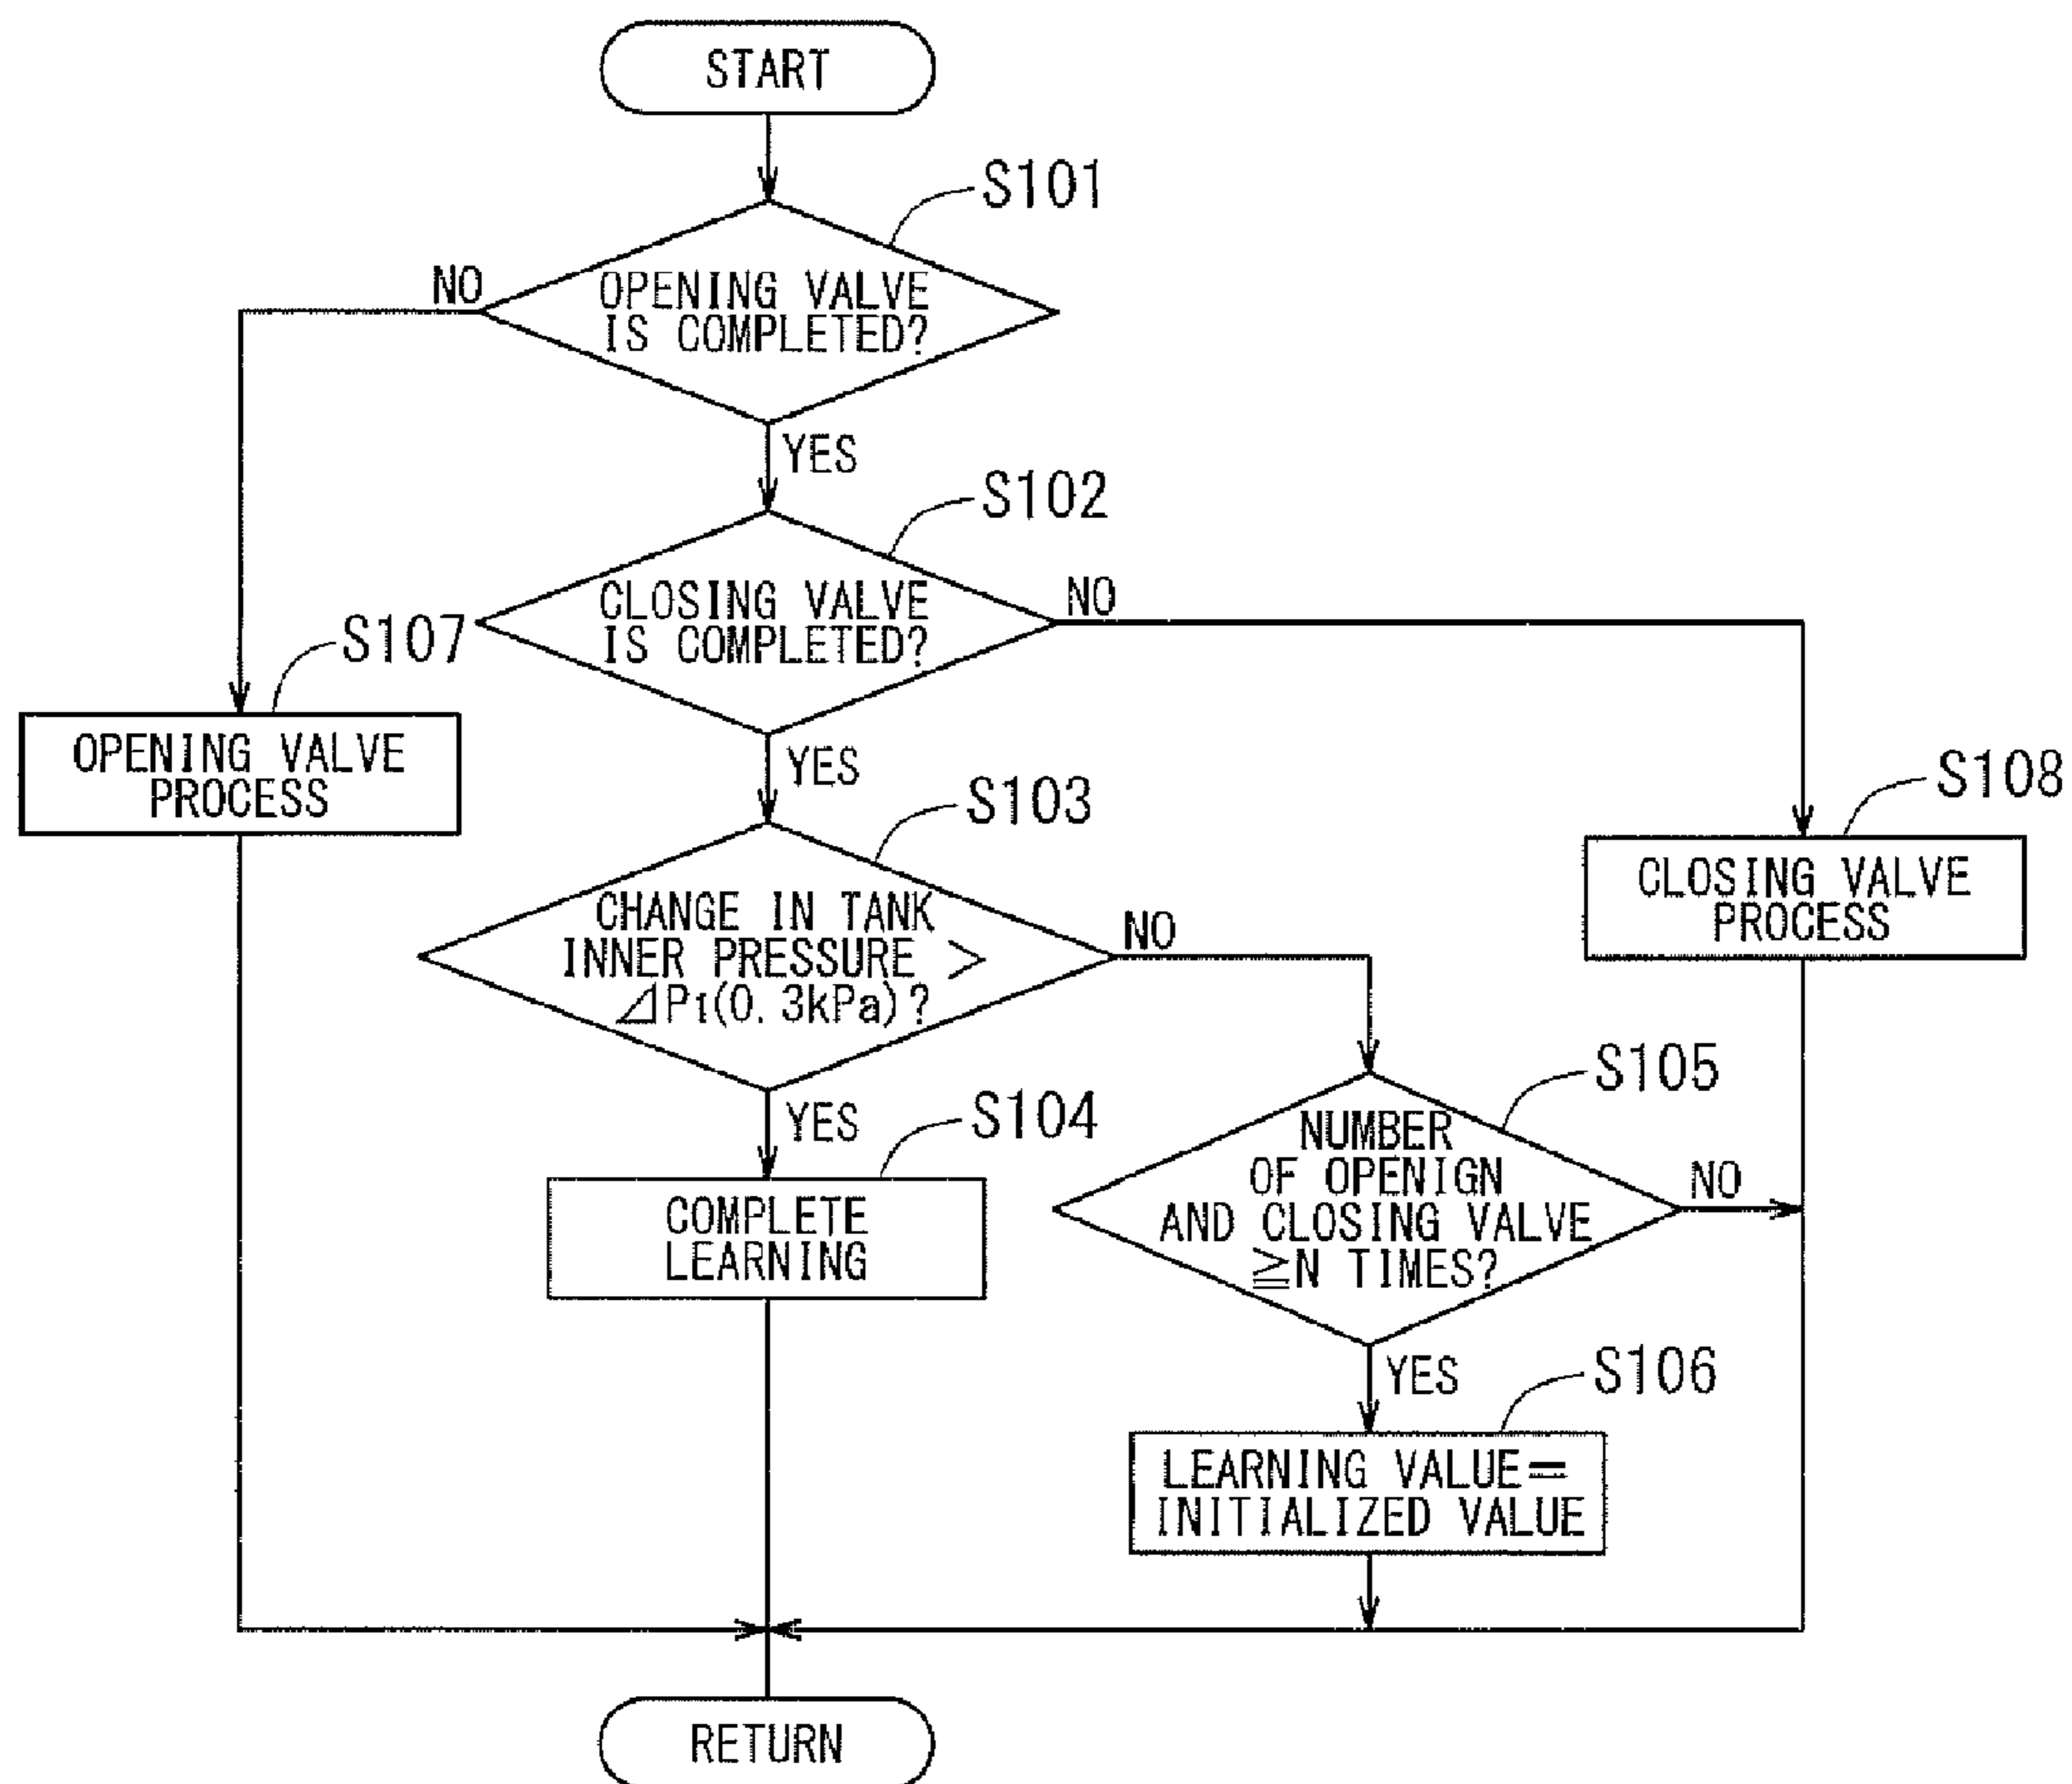 START
S101
NO
OPENING VALVE
IS COMPLETED?
YES
S102
CLOSING VALVE
IS COMPLETED?
NO
S107
OPENING VALVE
PROCESS
YES
S103
S108
CLOSING VALVE
PROCESS
CHANGE IN TANK
INNER PRESSURE >
⊿P1(0.3kPa)?
NO
YES
S104
COMPLETE
LEARNING
S105
NUMBER
OF OPENIGN
AND CLOSING VALVE
≧N TIMES?
NO
YES
S106
LEARNING VALUE=
INITIALIZED VALUE
RETURN